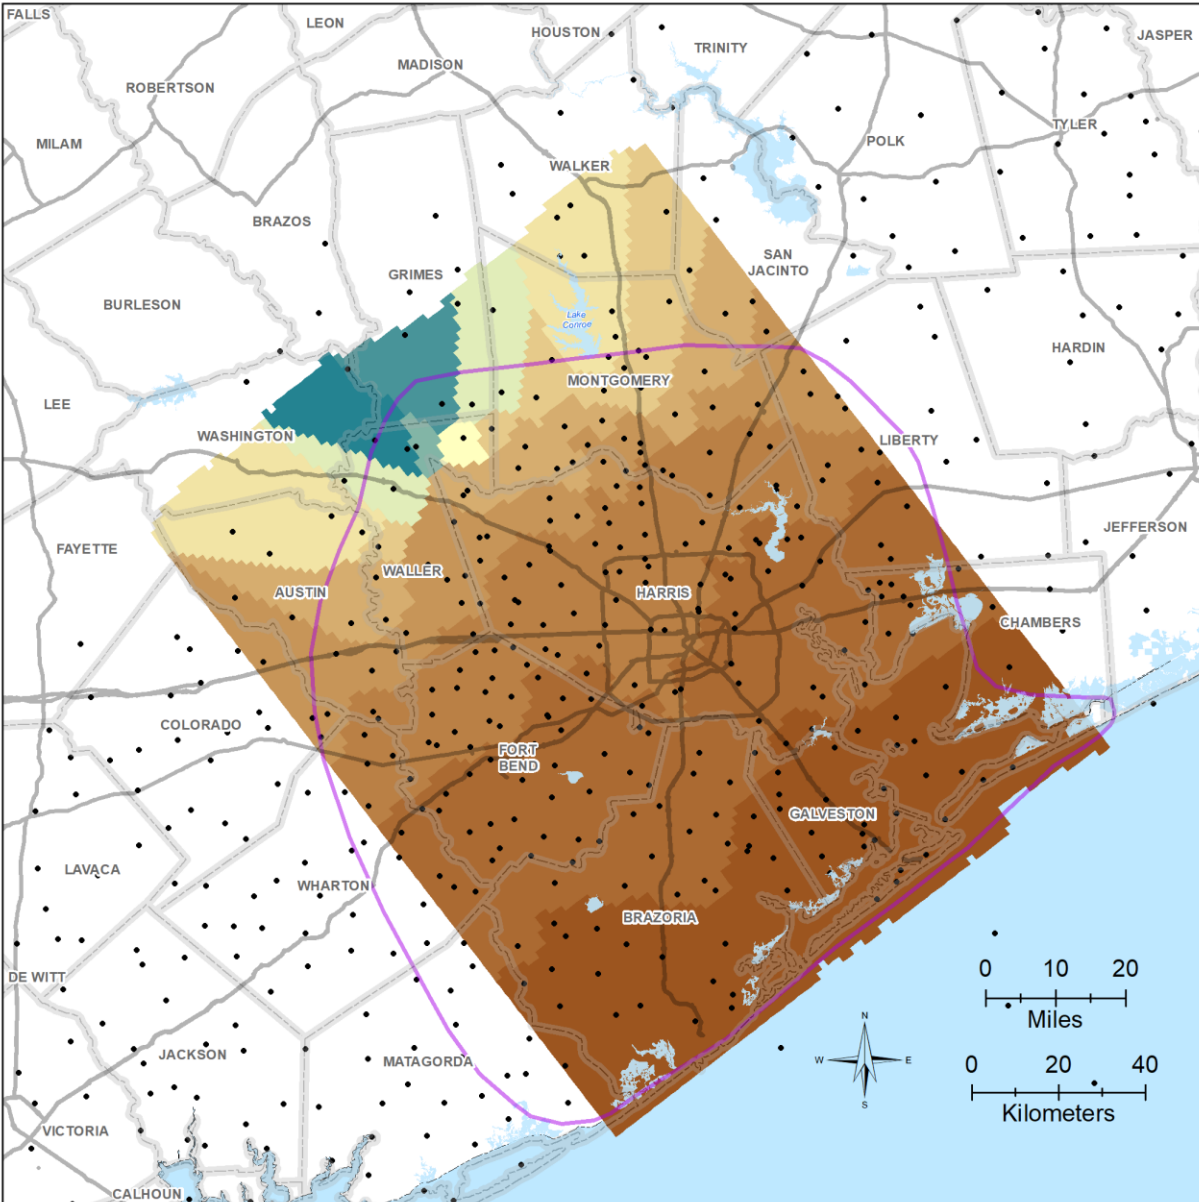 FALLS
LEON
HOUSTON
TRINITY
JASPER
MADISON
ROBERTSON
TYLER
MILAM
POLK
WALKER
BRAZOS
SAN
JACINTO
GRIMES
BURLESON
Lake
Conroe
HARDIN
MONTGOMERY
LEE
WASHINGTON
LIBERTY
JEFFERSON
FAYETTE
WALLER
AUSTIN
HARRIS
CHAMBERS
COLORADO
FORT
BEND
GALVESTON
LAVACA
WHARTON
BRAZORIA
DE WITT
0 10 20
Miles
N
W E
S
JACKSON
MATAGORDA
0 20 40
Kilometers
VICTORIA
CALHOUN